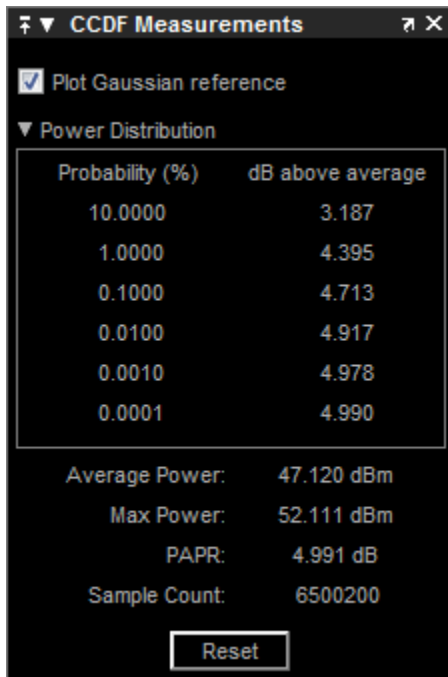 CCDF Measurements
Plot Gaussian reference
Power Distribution
Probability (%) dB above average
10.0000 3.187
1.0000 4.395
0.1000 4.713
0.0100 4.917
0.0010 4.978
0.0001 4.990
Average Power: 47.120 dBm
Max Power: 52.111 dBm
PAPR: 4.991 dB
Sample Count: 6500200
Reset